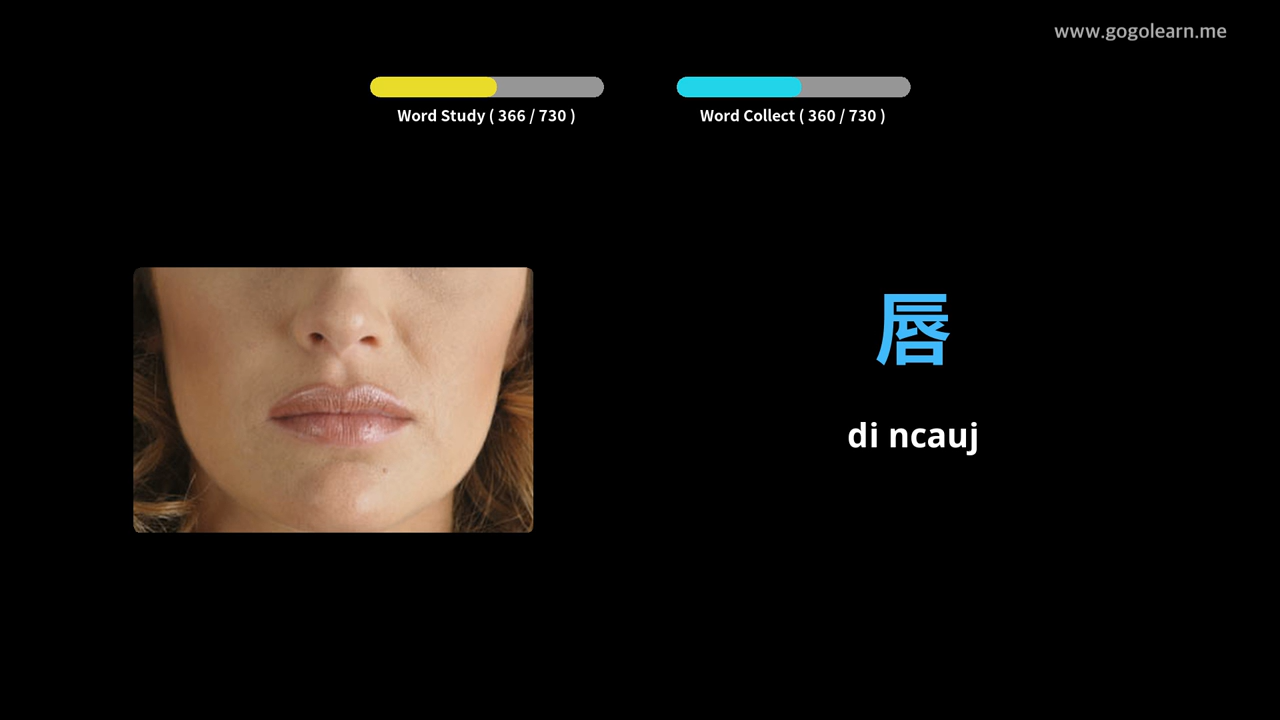 www.gogolearn.me
Word Study ( 366 / 730 )
Word Collect ( 360 / 730 )
唇
di ncauj